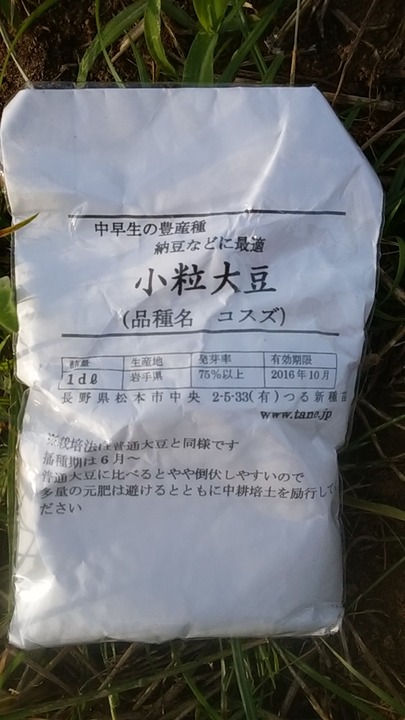 中早生の豊産種
納豆などに最適
小粒大豆
(品種名 コスズ)
数量 生産地 発芽率 有効期限
1dℓ 岩手県 75%以上 2016年10月
長野県松本市中央 2-5-33(有)つる新種苗
www.tane.jp
※栽培法は普通大豆と同様です
播種期は6月〜
普通大豆に比べるとやや倒伏しやすいので
多量の元肥は避けるとともに中耕培土を励行して
ださい